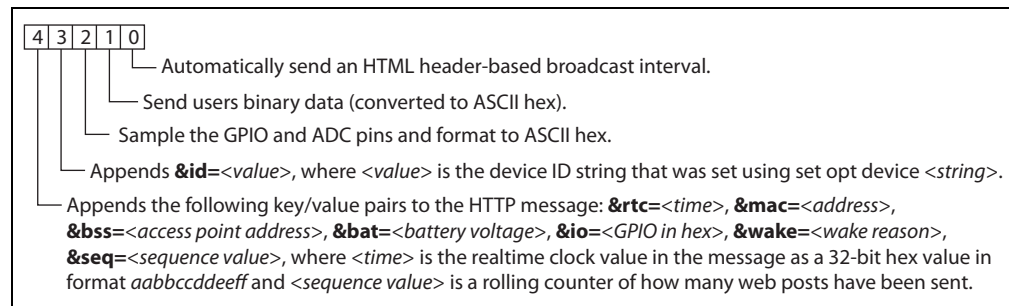 4 3 2 1 0
Automatically send an HTML header-based broadcast interval.
Send users binary data (converted to ASCII hex).
Sample the GPIO and ADC pins and format to ASCII hex.
Appends &id=<value>, where <value> is the device ID string that was set using set opt device <string>.
Appends the following key/value pairs to the HTTP message: &rtc=<time>, &mac=<address>,
&bss=<access point address>, &bat=<battery voltage>, &io=<GPIO in hex>, &wake=<wake reason>,
&seq=<sequence value>, where <time> is the realtime clock value in the message as a 32-bit hex value in
format aabbccddeeff and <sequence value> is a rolling counter of how many web posts have been sent.